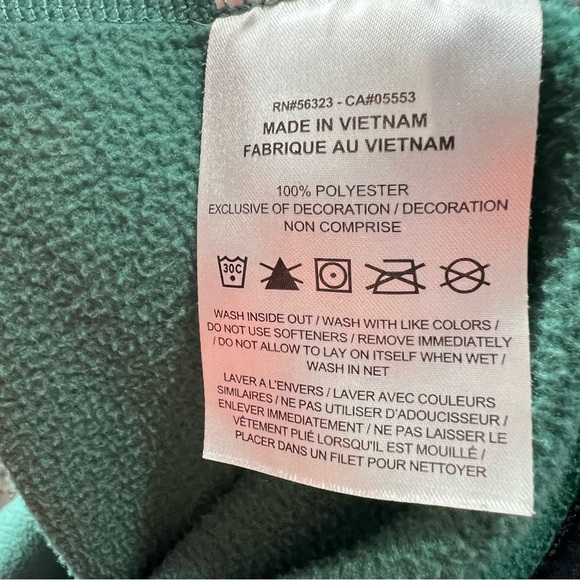 RN#56323 - CA#05553
MADE IN VIETNAM
FABRIQUE AU VIETNAM
100% POLYESTER
EXCLUSIVE OF DECORATION / DECORATION
NON COMPRISE
30C
WASH INSIDE OUT / WASH WITH LIKE COLORS /
DO NOT USE SOFTENERS / REMOVE IMMEDIATELY
/ DO NOT ALLOW TO LAY ON ITSELF WHEN WET /
WASH IN NET
LAVER A L'ENVERS / LAVER AVEC COULEURS
SIMILAIRES / NE PAS UTILISER D'ADOUCISEUR /
ENLEVER IMMEDIATEMENT / NE PAS LAISSER LE
VÊTEMENT PLIÉ LORSQU'IL EST MOUILLÉ /
PLACER DANS UN FILET POUR NETTOYER